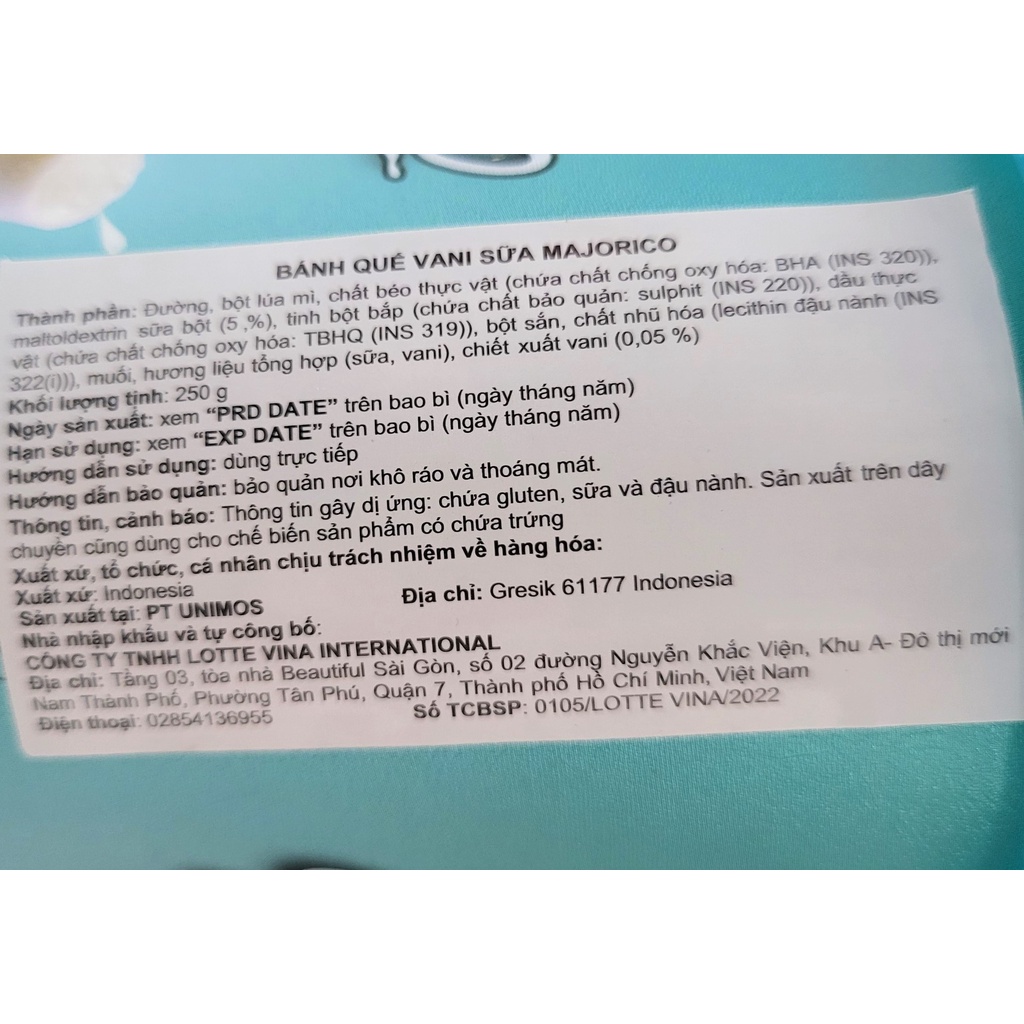 BÁNH QUẾ VANI SỮA MAJORICO
Thành phần: Đường, bột lúa mì, chất béo thực vật (chứa chất chống oxy hóa: BHA (INS 320)),
maltoldextrin sữa bột (5 ,%), tinh bột bắp (chứa chất bảo quản: sulphit (INS 220)), dầu thực
vật (chứa chất chống oxy hóa: TBHQ (INS 319)), bột sắn, chất nhũ hóa (lecithin đậu nành (INS
322(i))), muối, hương liệu tổng hợp (sữa, vani), chiết xuất vani (0,05 %)
Khối lượng tịnh: 250 g
Ngày sản xuất: xem “PRD DATE” trên bao bì (ngày tháng năm)
Hạn sử dụng: xem “EXP DATE” trên bao bì (ngày tháng năm)
Hướng dẫn sử dụng: dùng trực tiếp
Hướng dẫn bảo quản: bảo quản nơi khô ráo và thoáng mát.
Thông tin, cảnh báo: Thông tin gây dị ứng: chứa gluten, sữa và đậu nành. Sản xuất trên dây
chuyền cũng dùng cho chế biến sản phẩm có chứa trứng
Xuất xứ, tổ chức, cá nhân chịu trách nhiệm về hàng hóa:
Xuất xứ: Indonesia
Sản xuất tại: PT UNIMOS Địa chỉ: Gresik 61177 Indonesia
Nhà nhập khẩu và tự công bố:
CÔNG TY TNHH LOTTE VINA INTERNATIONAL
Địa chỉ: Tầng 03, tòa nhà Beautiful Sài Gòn, số 02 đường Nguyễn Khắc Viện, Khu A- Đô thị mới
Nam Thành Phố, Phường Tân Phú, Quận 7, Thành phố Hồ Chí Minh, Việt Nam
Điện thoại: 02854136955 Số TCBSP: 0105/LOTTE VINA/2022